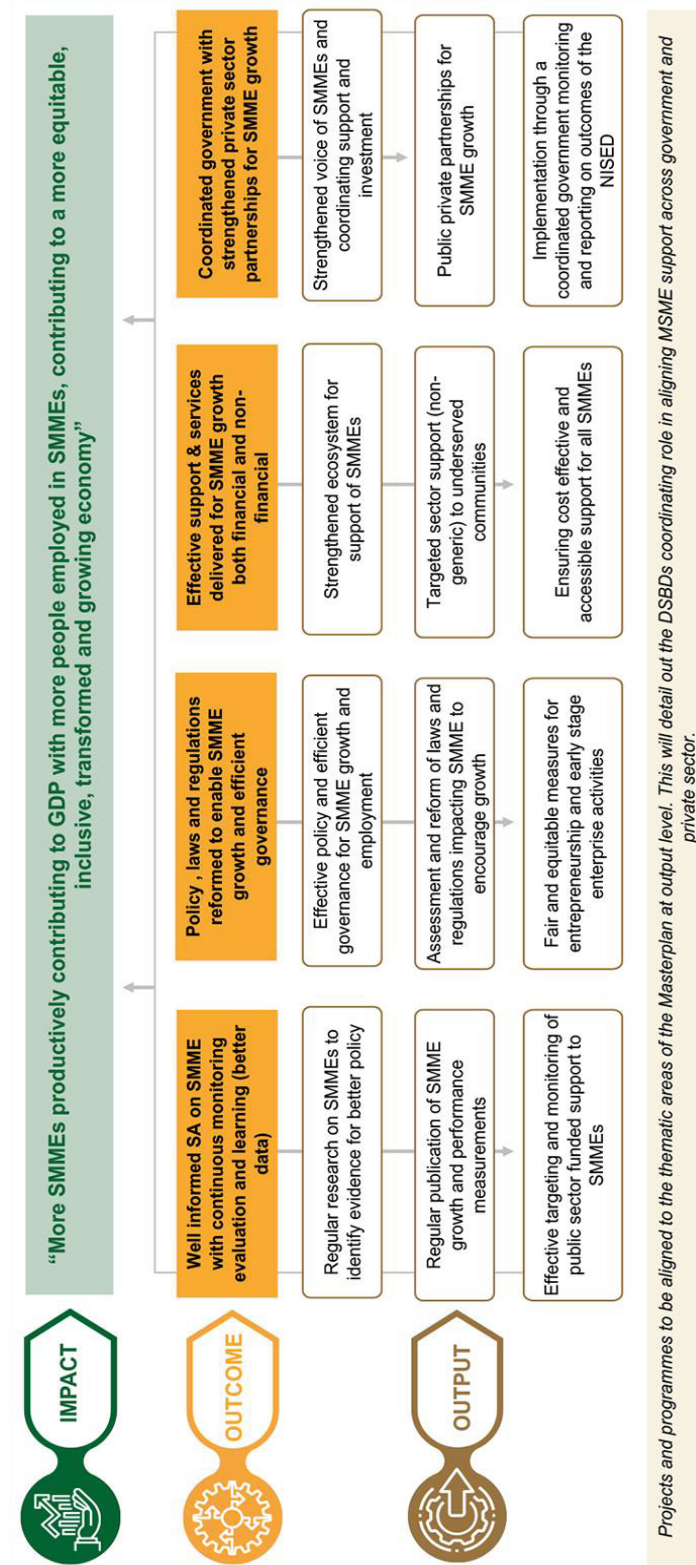 IMPACT
“More SMMEs productively contributing to GDP with more people employed in SMMEs, contributing to a more equitable,
inclusive, transformed and growing economy”
OUTCOME
Well informed SA on SMME
with continuous monitoring
evaluation and learning (better
data)
Policy , laws and regulations
reformed to enable SMME
growth and efficient
governance
Effective support & services
delivered for SMME growth
both financial and non-
financial
Coordinated government with
strengthened private sector
partnerships for SMME growth
OUTPUT
Regular research on SMMEs to
identify evidence for better policy
Effective policy and efficient
governance for SMME growth and
employment
Strengthened ecosystem for
support of SMMEs
Strengthened voice of SMMEs and
coordinating support and
investment
Regular publication of SMME
growth and performance
measurements
Assessment and reform of laws and
regulations impacting SMME to
encourage growth
Targeted sector support (non-
generic) to underserved
communities
Public private partnerships for
SMME growth
Effective targeting and monitoring of
public sector funded support to
SMMEs
Fair and equitable measures for
entrepreneurship and early stage
enterprise activities
Ensuring cost effective and
accessible support for all SMMEs
Implementation through a
coordinated government monitoring
and reporting on outcomes of the
NISED
Projects and programmes to be aligned to the thematic areas of the Masterplan at output level. This will detail out the DSBDs coordinating role in aligning MSME support across government and
private sector.